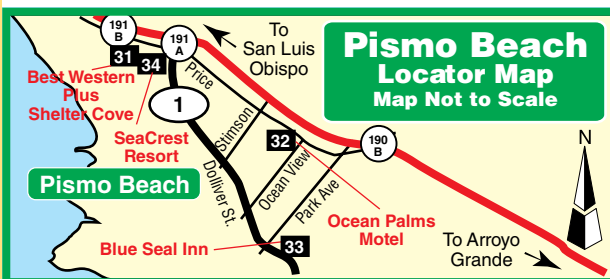 191
B
191
A
To
San Luis
Obispo
Pismo Beach
Locator Map
Map Not to Scale
31
34
Best Western
Plus
Shelter Cove
Price
1
SeaCrest
Resort
Stimson
32
190
B
N
Pismo Beach
Dolliver St.
Ocean View
Park Ave
Ocean Palms
Motel
Blue Seal Inn
33
To Arroyo
Grande